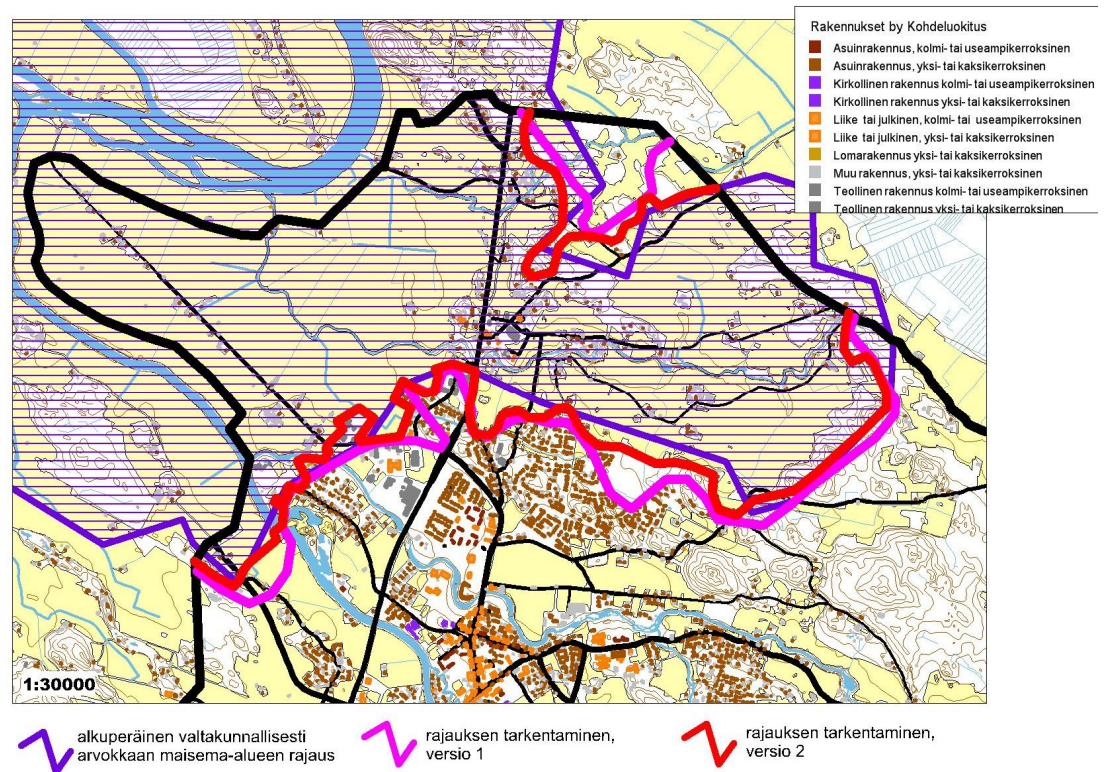 Rakennukset by Kohdeluokitus
Asuinrakennus, kolmi- tai useampikerroksinen
Asuinrakennus, yksi- tai kaksikerroksinen
Kirkollinen rakennus kolmi- tai useampikerroksinen
Kirkollinen rakennus yksi- tai kaksikerroksinen
Liike tai julkinen, kolmi- tai useampikerroksinen
Liike tai julkinen, yksi- tai kaksikerroksinen
Lomarakennus yksi- tai kaksikerroksinen
Muu rakennus, yksi- tai kaksikerroksinen
Teollinen rakennus kolmi- tai useampikerroksinen
Teollinen rakennus yksi- tai kaksikerroksinen
1:30000
alkuperäinen valtakunnallisesti
arvokkaan maisema-alueen rajaus
rajauksen tarkentaminen,
versio 1
rajauksen tarkentaminen,
versio 2